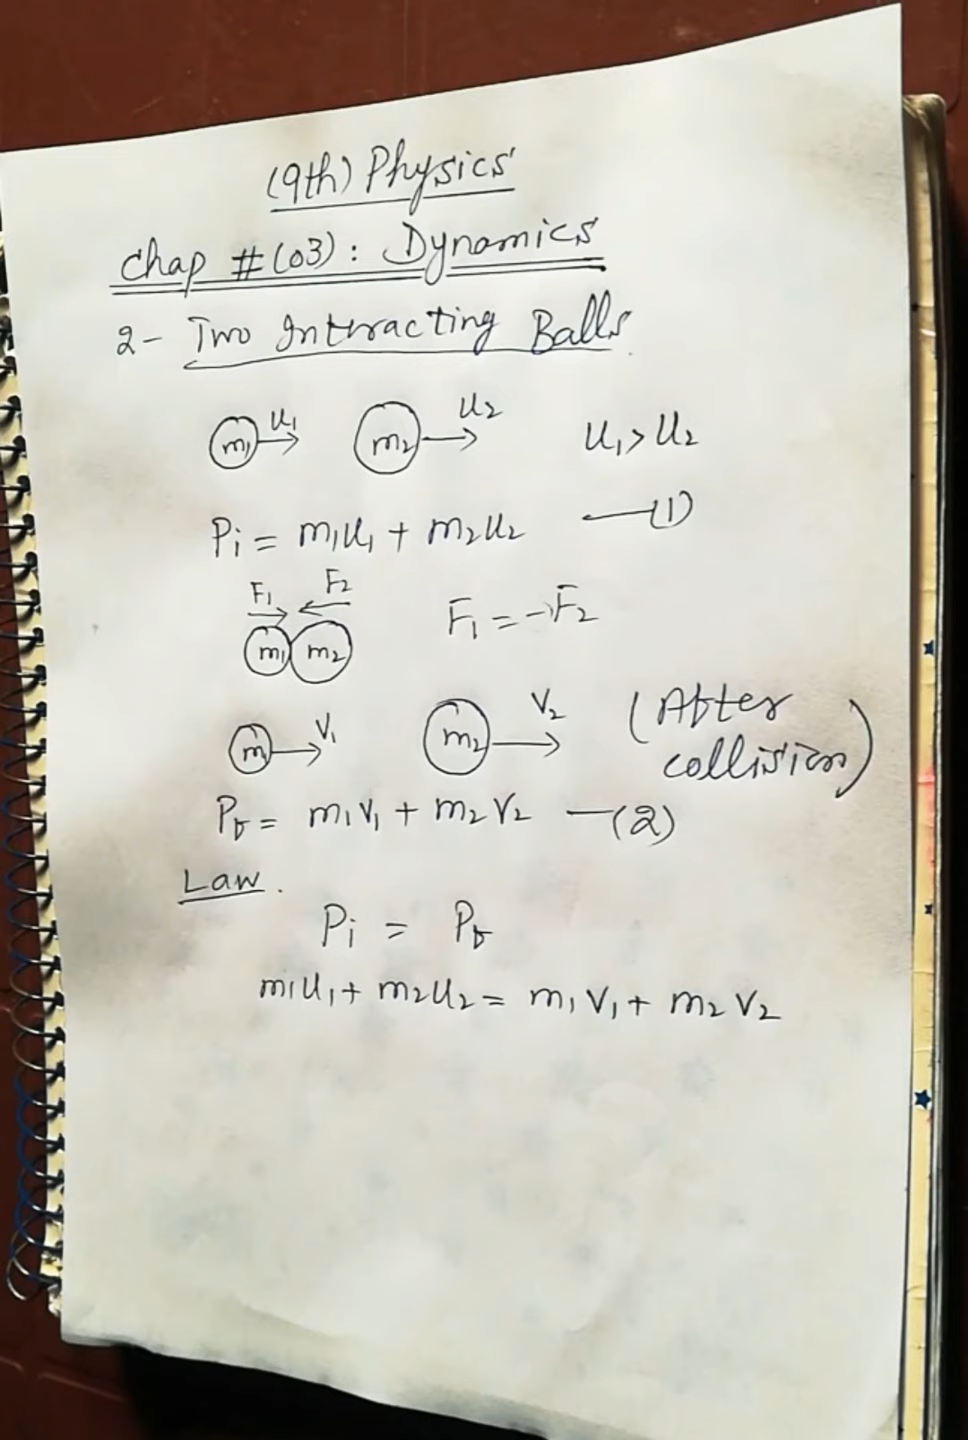 (9th) Physics
Chap # (03): Dynamics
2- Two Interacting Balls.
m1 U1 m2 U2 U1 > U2
Pi = m1U1 + m2U2 —(1)
F1 F2
m1 m2 F1 = -F2
m V1 m2 V2 (After
collision)
Pf = m1V1 + m2V2 —(2)
Law.
Pi = Pf
m1U1 + m2U2 = m1V1 + m2V2